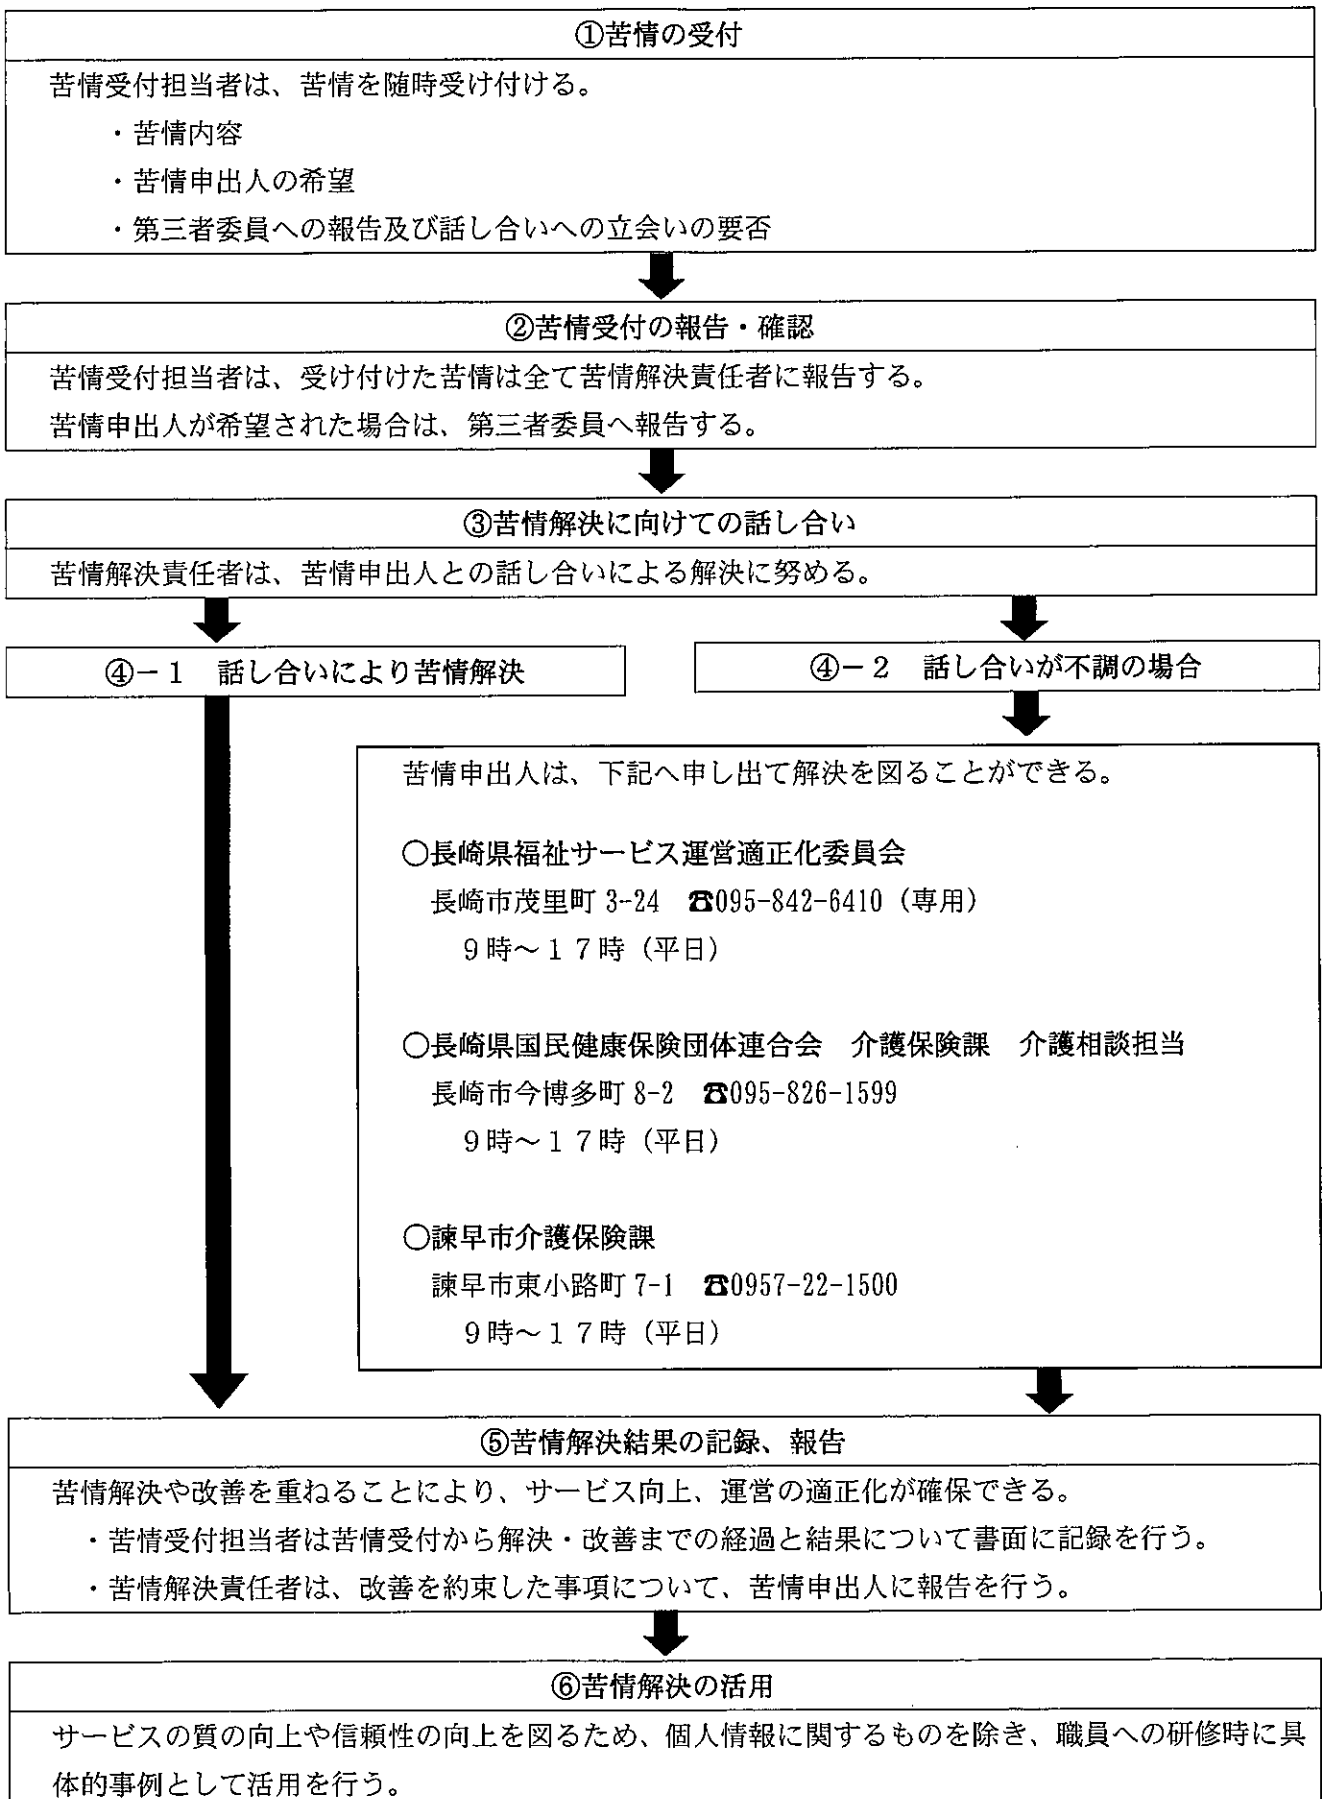 ①苦情の受付
苦情受付担当者は、苦情を随時受け付ける。
・苦情内容
・苦情申出人の希望
・第三者委員への報告及び話し合いへの立会いの要否
②苦情受付の報告・確認
苦情受付担当者は、受け付けた苦情は全て苦情解決責任者に報告する。
苦情申出人が希望された場合は、第三者委員へ報告する。
③苦情解決に向けての話し合い
苦情解決責任者は、苦情申出人との話し合いによる解決に努める。
④－１　話し合いにより苦情解決
④－２　話し合いが不調の場合
苦情申出人は、下記へ申し出て解決を図ることができる。
○長崎県福祉サービス運営適正化委員会
長崎市茂里町 3-24　☎095-842-6410（専用）
９時～１７時（平日）
○長崎県国民健康保険団体連合会　介護保険課　介護相談担当
長崎市今博多町 8-2　☎095-826-1599
９時～１７時（平日）
○諫早市介護保険課
諫早市東小路町 7-1　☎0957-22-1500
９時～１７時（平日）
⑤苦情解決結果の記録、報告
苦情解決や改善を重ねることにより、サービス向上、運営の適正化が確保できる。
・苦情受付担当者は苦情受付から解決・改善までの経過と結果について書面に記録を行う。
・苦情解決責任者は、改善を約束した事項について、苦情申出人に報告を行う。
⑥苦情解決の活用
サービスの質の向上や信頼性の向上を図るため、個人情報に関するものを除き、職員への研修時に具
体的事例として活用を行う。